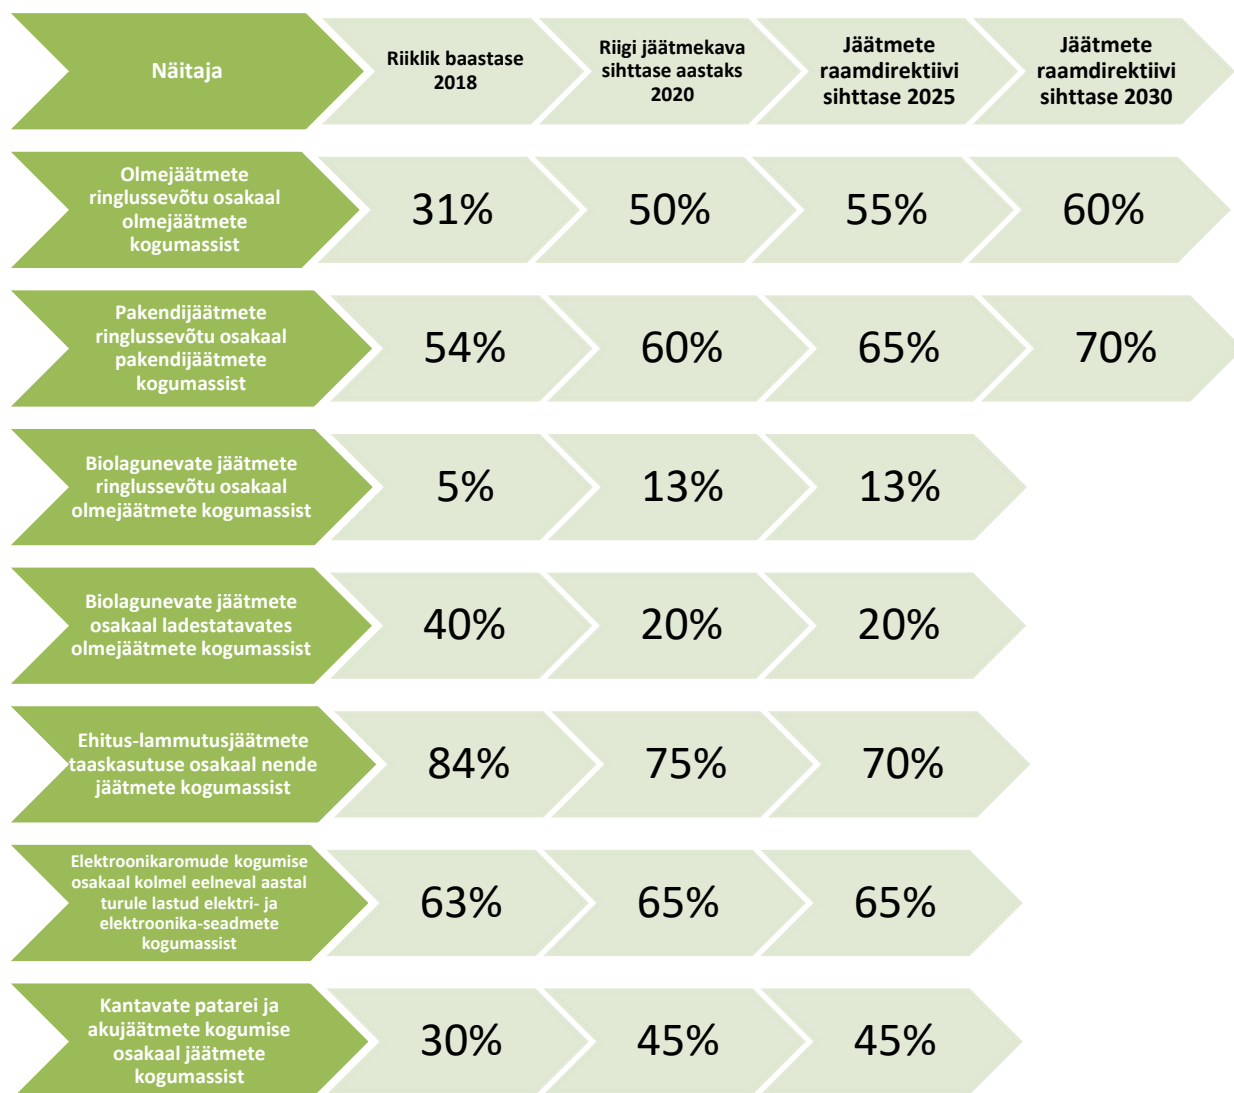 Näitaja
Riiklik baastase
2018
Riigi jäätmekava
sihttase aastaks
2020
Jäätmete
raamdirektiivi
sihttase 2025
Jäätmete
raamdirektiivi
sihttase 2030
Olmejäätmete
ringlussevõtu osakaal
olmejäätmete
kogumassist
31%
50%
55%
60%
Pakendijäätmete
ringlussevõtu osakaal
pakendijäätmete
kogumassist
54%
60%
65%
70%
Biolagunevate jäätmete
ringlussevõtu osakaal
olmejäätmete kogumassist
5%
13%
13%
Biolagunevate jäätmete
osakaal ladestatavates
olmejäätmete kogumassist
40%
20%
20%
Ehitus-lammutusjäätmete
taaskasutuse osakaal nende
jäätmete kogumassist
84%
75%
70%
Elektroonikaromude kogumise
osakaal kolmel eelneval aastal
turule lastud elektri- ja
elektroonika-seadmete
kogumassist
63%
65%
65%
Kantavate patarei ja
akujäätmete kogumise
osakaal jäätmete
kogumassist
30%
45%
45%